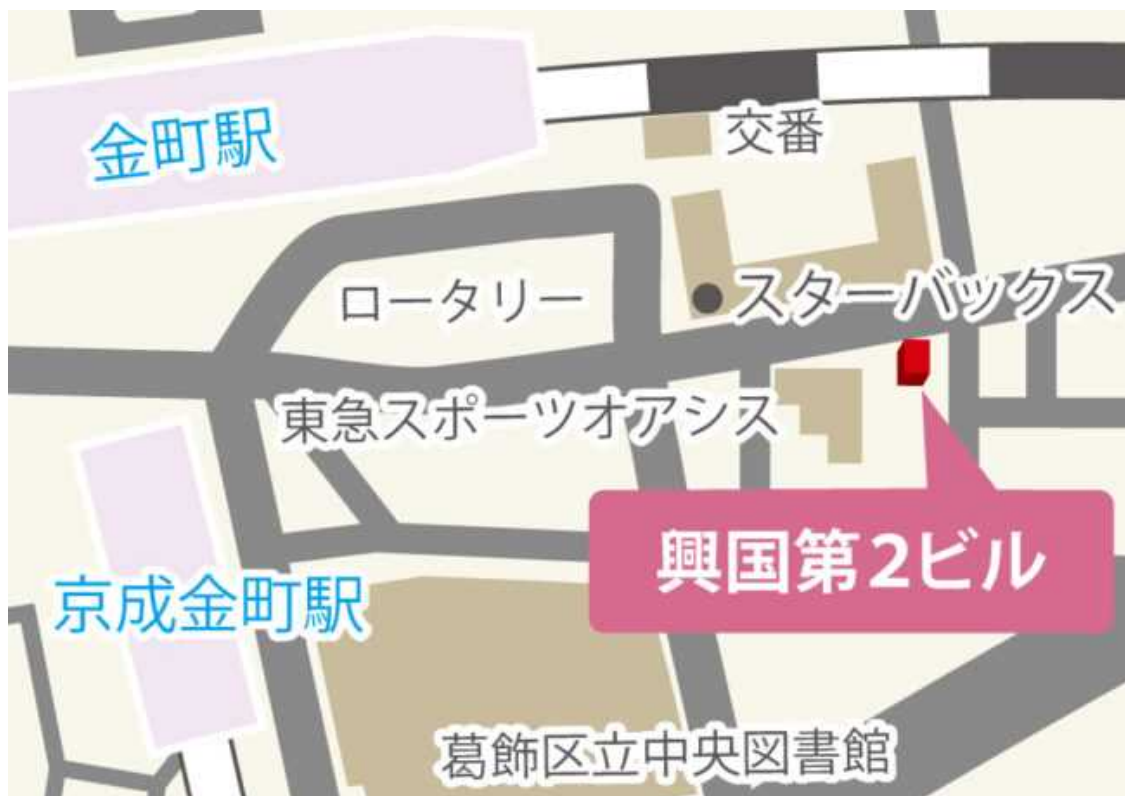 金町駅
交番
ロータリー
スターバックス
東急スポーツオアシス
興国第2ビル
京成金町駅
葛飾区立中央図書館